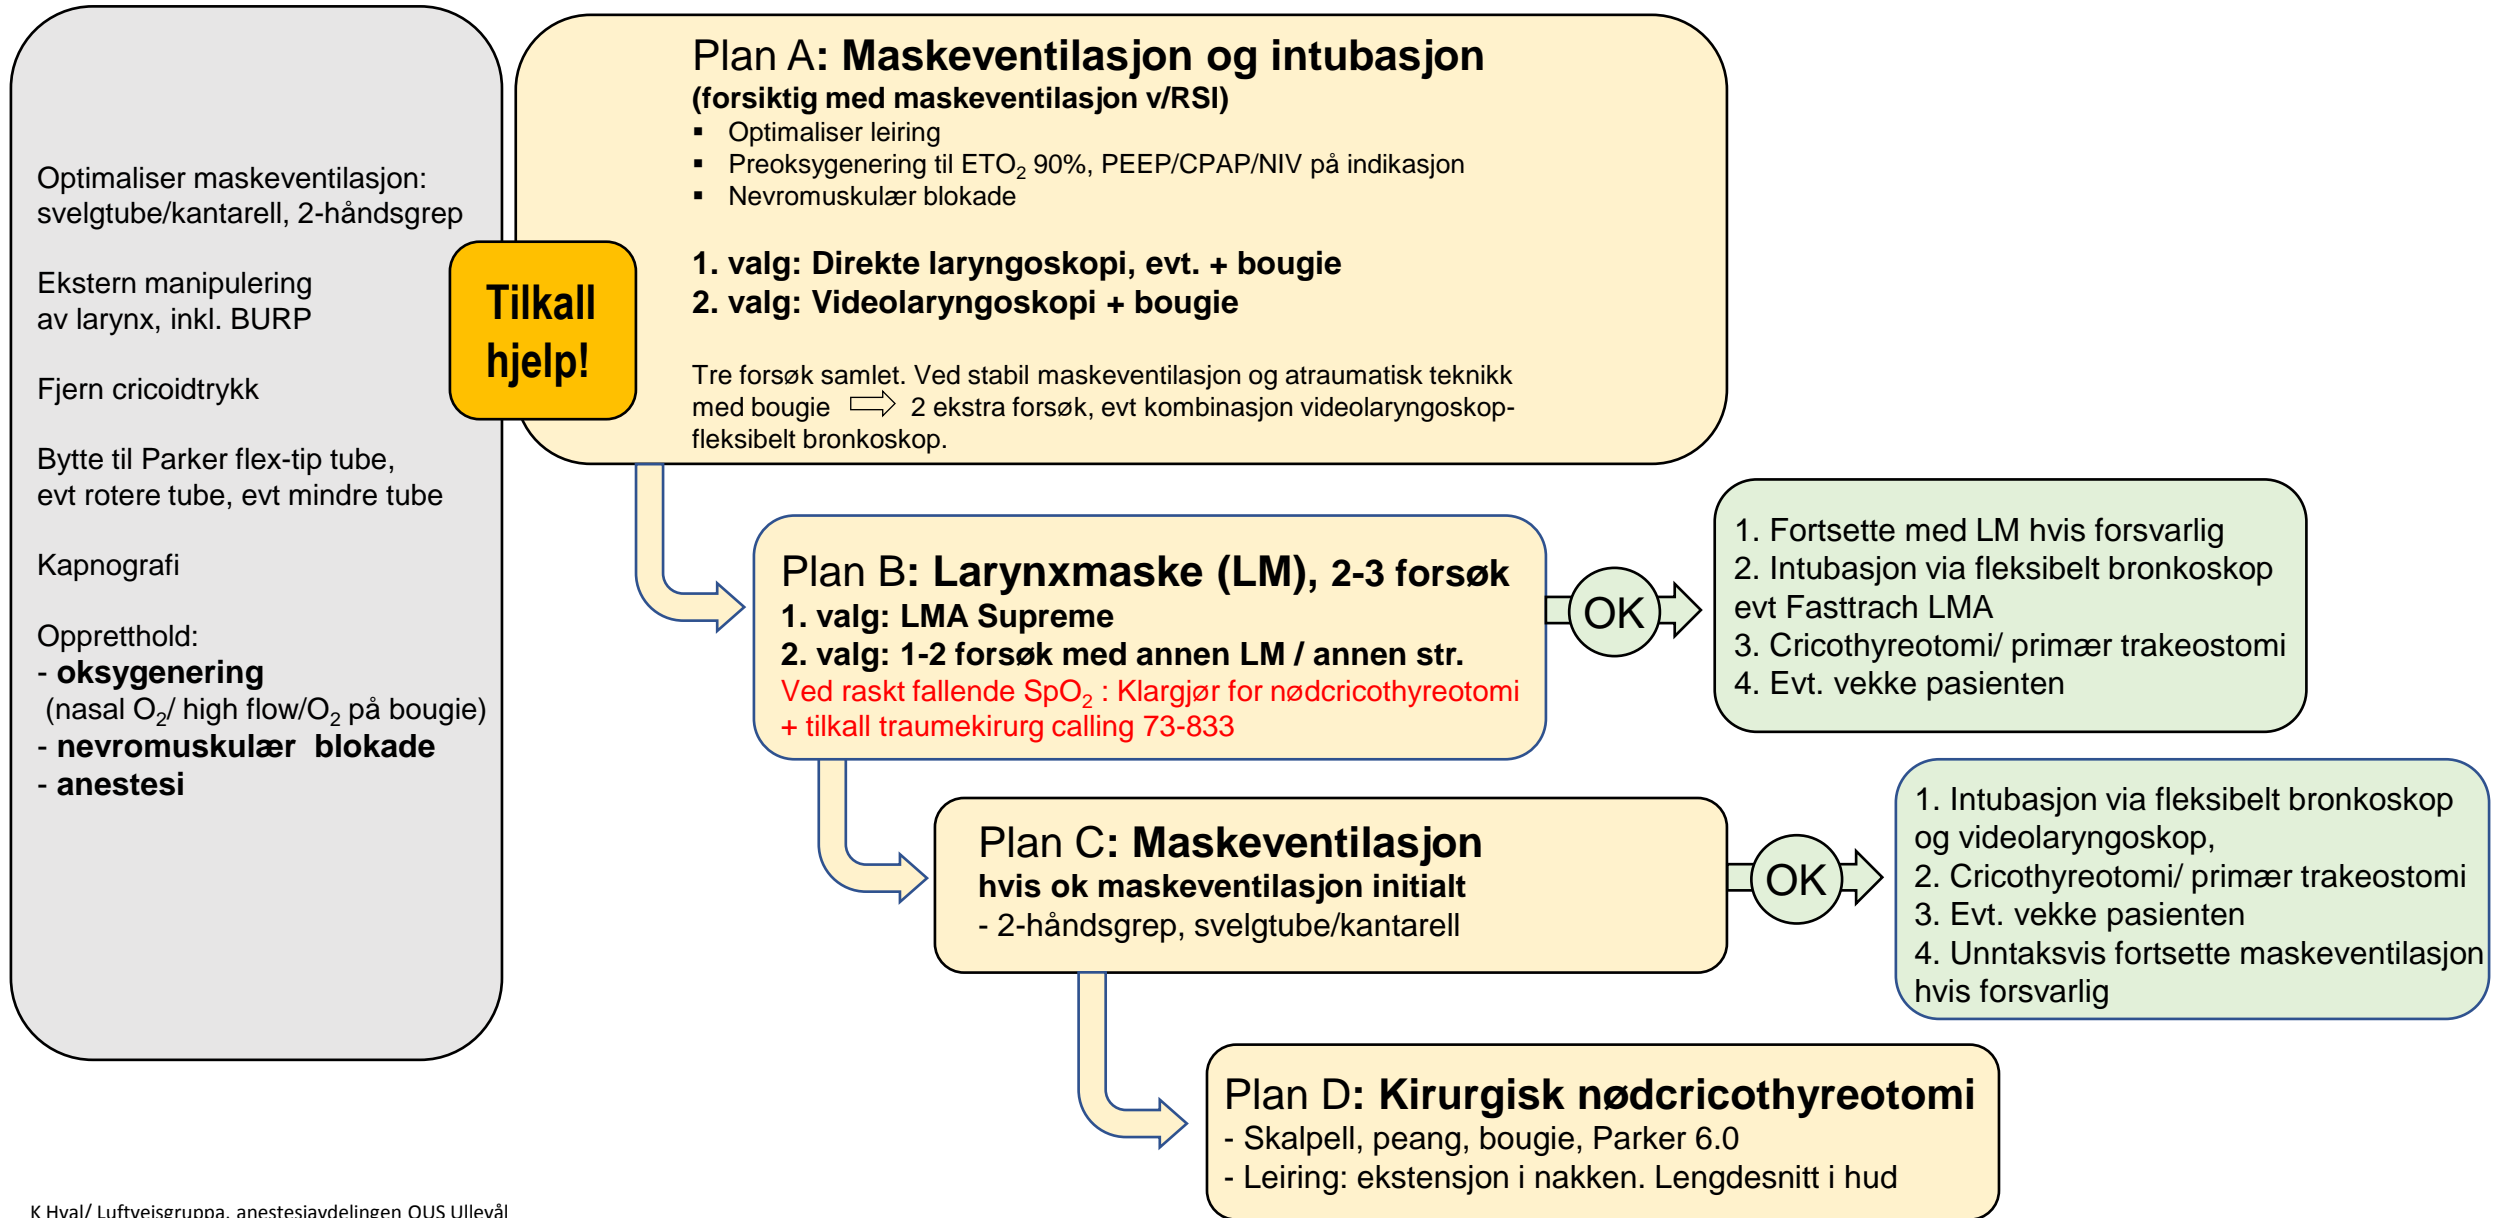 Optimaliser maskeventilasjon:
svelgtube/kantarell, 2-håndsgrep
Ekstern manipulering
av larynx, inkl. BURP
Fjern cricoidtrykk
Bytte til Parker flex-tip tube,
evt rotere tube, evt mindre tube
Kapnografi
Oppretthold:
- oksygenering
(nasal O₂/ high flow/O₂ på bougie)
- nevromuskulær blokade
- anestesi
Tilkall
hjelp!
Plan A: Maskeventilasjon og intubasjon
(forsiktig med maskeventilasjon v/RSI)
▪ Optimaliser leiring
▪ Preoksygenering til ETO₂ 90%, PEEP/CPAP/NIV på indikasjon
▪ Nevromuskulær blokade
1. valg: Direkte laryngoskopi, evt. + bougie
2. valg: Videolaryngoskopi + bougie
Tre forsøk samlet. Ved stabil maskeventilasjon og atraumatisk teknikk
med bougie ⇨ 2 ekstra forsøk, evt kombinasjon videolaryngoskop-
fleksibelt bronkoskop.
Plan B: Larynxmaske (LM), 2-3 forsøk
1. valg: LMA Supreme
2. valg: 1-2 forsøk med annen LM / annen str.
Ved raskt fallende SpO₂ : Klargjør for nødcricothyreotomi
+ tilkall traumekirurg calling 73-833
OK
1. Fortsette med LM hvis forsvarlig
2. Intubasjon via fleksibelt bronkoskop
evt Fasttrach LMA
3. Cricothyreotomi/ primær trakeostomi
4. Evt. vekke pasienten
Plan C: Maskeventilasjon
hvis ok maskeventilasjon initialt
- 2-håndsgrep, svelgtube/kantarell
OK
1. Intubasjon via fleksibelt bronkoskop
og videolaryngoskop,
2. Cricothyreotomi/ primær trakeostomi
3. Evt. vekke pasienten
4. Unntaksvis fortsette maskeventilasjon
hvis forsvarlig
Plan D: Kirurgisk nødcricothyreotomi
- Skalpell, peang, bougie, Parker 6.0
- Leiring: ekstensjon i nakken. Lengdesnitt i hud
K Hval/ Luftveisgruppa, anestesiavdelingen OUS Ullevål